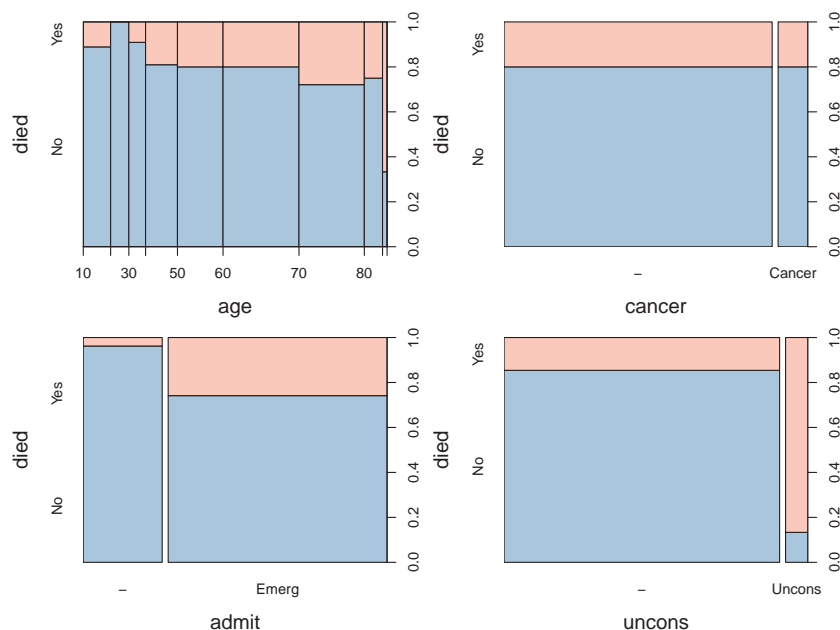 died
Yes
No
0.0 0.2 0.4 0.6 0.8 1.0
10 30 50 60 70 80
age
died
Yes
No
0.0 0.2 0.4 0.6 0.8 1.0
– Cancer
cancer
died
Yes
No
0.0 0.2 0.4 0.6 0.8 1.0
– Emerg
admit
died
Yes
No
0.0 0.2 0.4 0.6 0.8 1.0
– Uncons
uncons